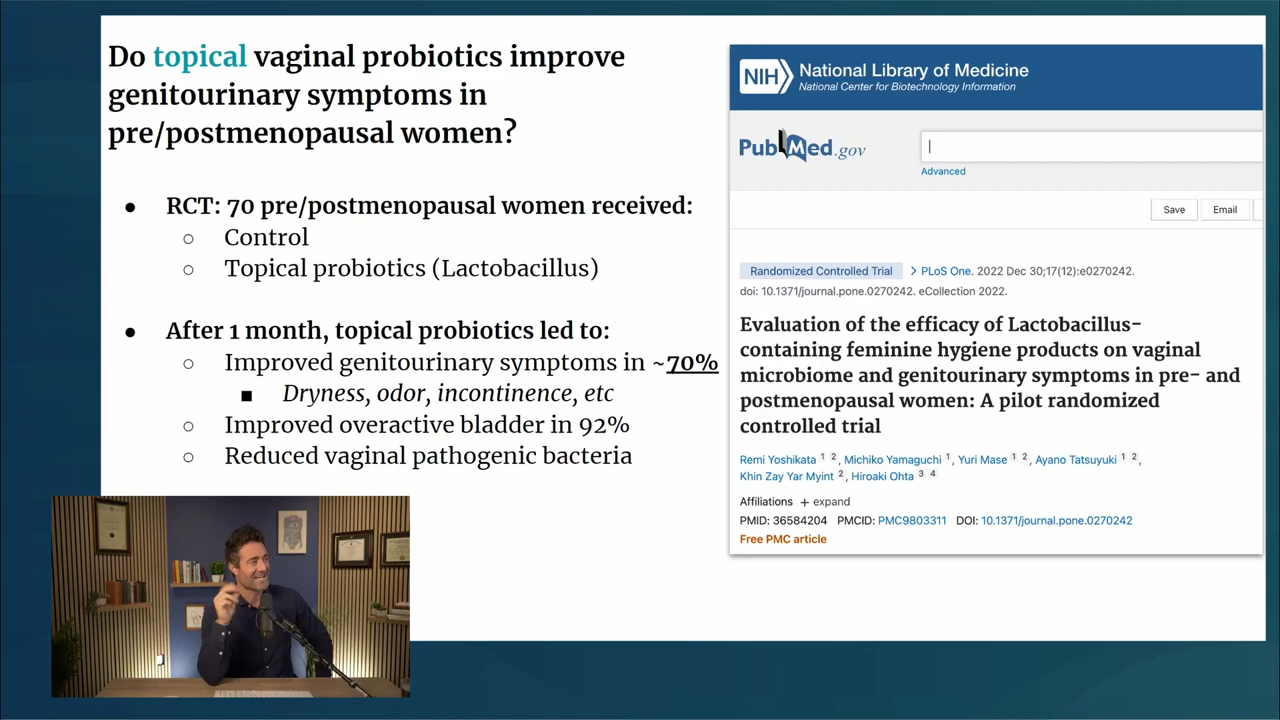 Do topical vaginal probiotics improve
genitourinary symptoms in
pre/postmenopausal women?
● RCT: 70 pre/postmenopausal women received:
○ Control
○ Topical probiotics (Lactobacillus)
● After 1 month, topical probiotics led to:
○ Improved genitourinary symptoms in ~70%
■ Dryness, odor, incontinence, etc
○ Improved overactive bladder in 92%
○ Reduced vaginal pathogenic bacteria
NIH National Library of Medicine
National Center for Biotechnology Information
PubMed.gov
Advanced
Save Email
Randomized Controlled Trial > PLoS One. 2022 Dec 30;17(12):e0270242.
doi: 10.1371/journal.pone.0270242. eCollection 2022.
Evaluation of the efficacy of Lactobacillus-
containing feminine hygiene products on vaginal
microbiome and genitourinary symptoms in pre- and
postmenopausal women: A pilot randomized
controlled trial
Remi Yoshikata 1 2, Michiko Yamaguchi 1, Yuri Mase 1 2, Ayano Tatsuyuki 1 2,
Khin Zay Yar Myint 2, Hiroaki Ohta 3 4
Affiliations + expand
PMID: 36584204 PMCID: PMC9803311 DOI: 10.1371/journal.pone.0270242
Free PMC article